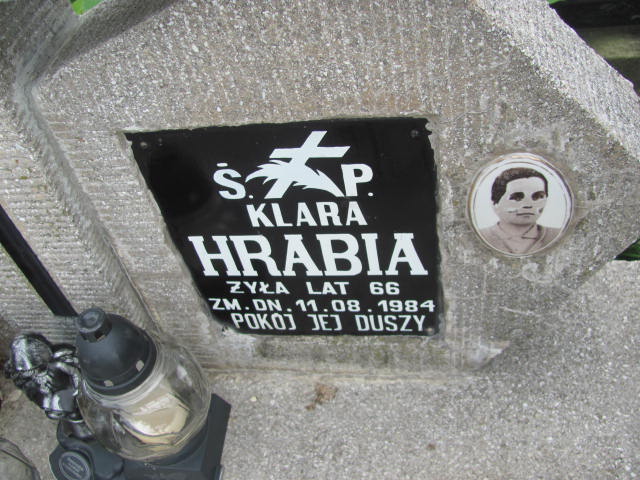 Ś. P.
KLARA
HRABIA
ŻYŁA LAT 66
ZM. DN. 11.08.1984
POKÓJ JEJ DUSZY